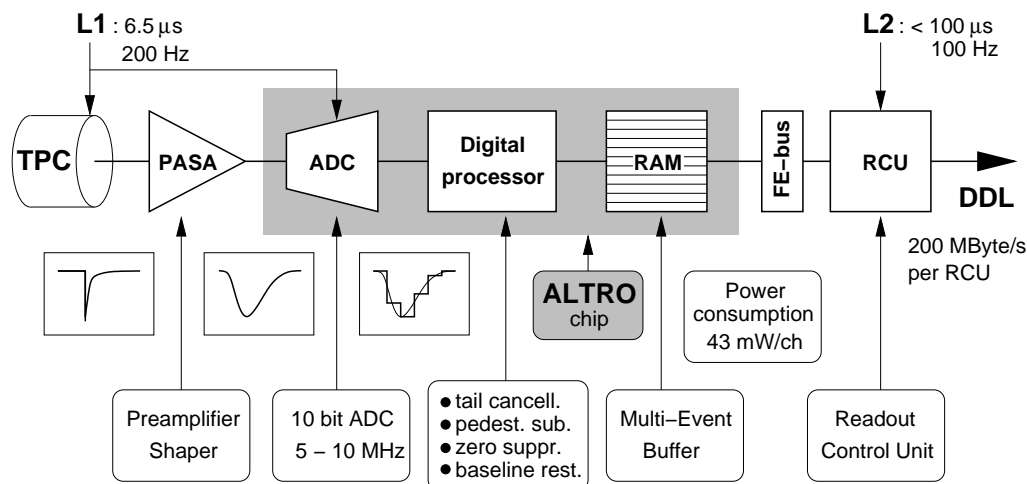 L1 : 6.5 μs
200 Hz
L2 : < 100 μs
100 Hz
TPC
PASA
ADC
Digital
processor
RAM
FE−bus
RCU
DDL
200 MByte/s
per RCU
ALTRO
chip
Power
consumption
43 mW/ch
Preamplifier
Shaper
10 bit ADC
5 − 10 MHz
● tail cancell.
● pedest. sub.
● zero suppr.
● baseline rest.
Multi−Event
Buffer
Readout
Control Unit